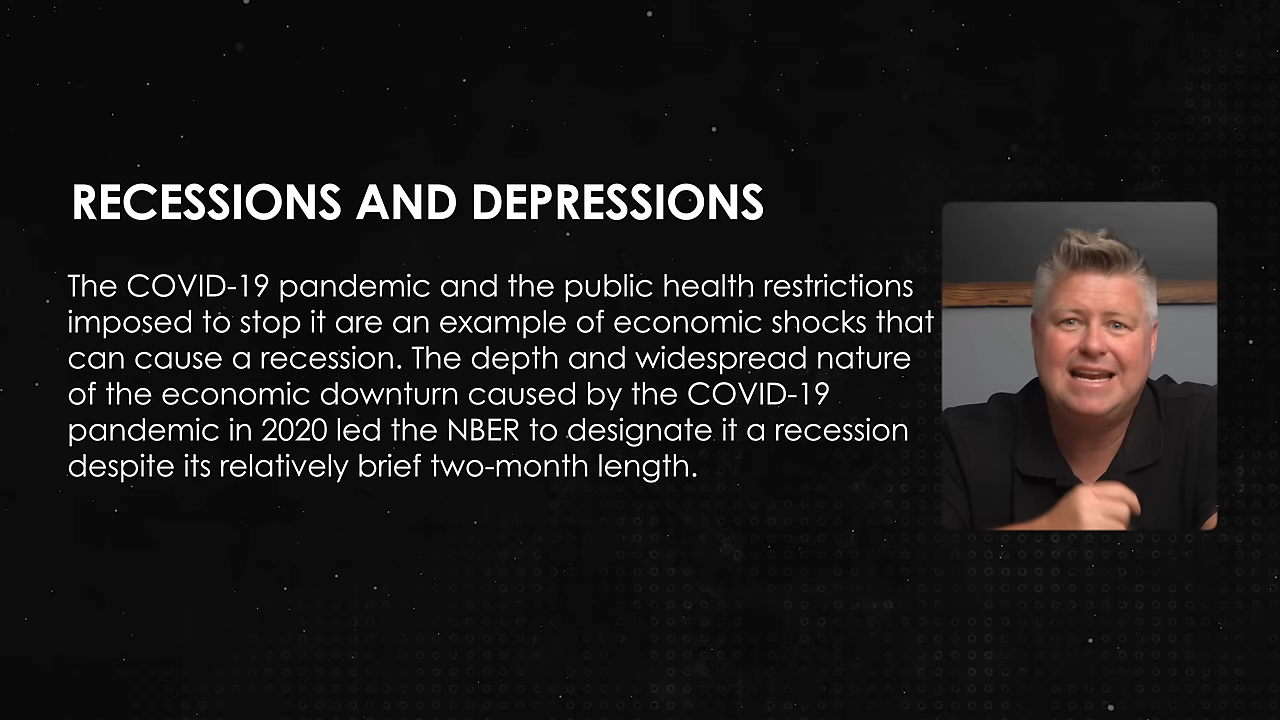 RECESSIONS AND DEPRESSIONS
The COVID-19 pandemic and the public health restrictions
imposed to stop it are an example of economic shocks that
can cause a recession. The depth and widespread nature
of the economic downturn caused by the COVID-19
pandemic in 2020 led the NBER to designate it a recession
despite its relatively brief two-month length.